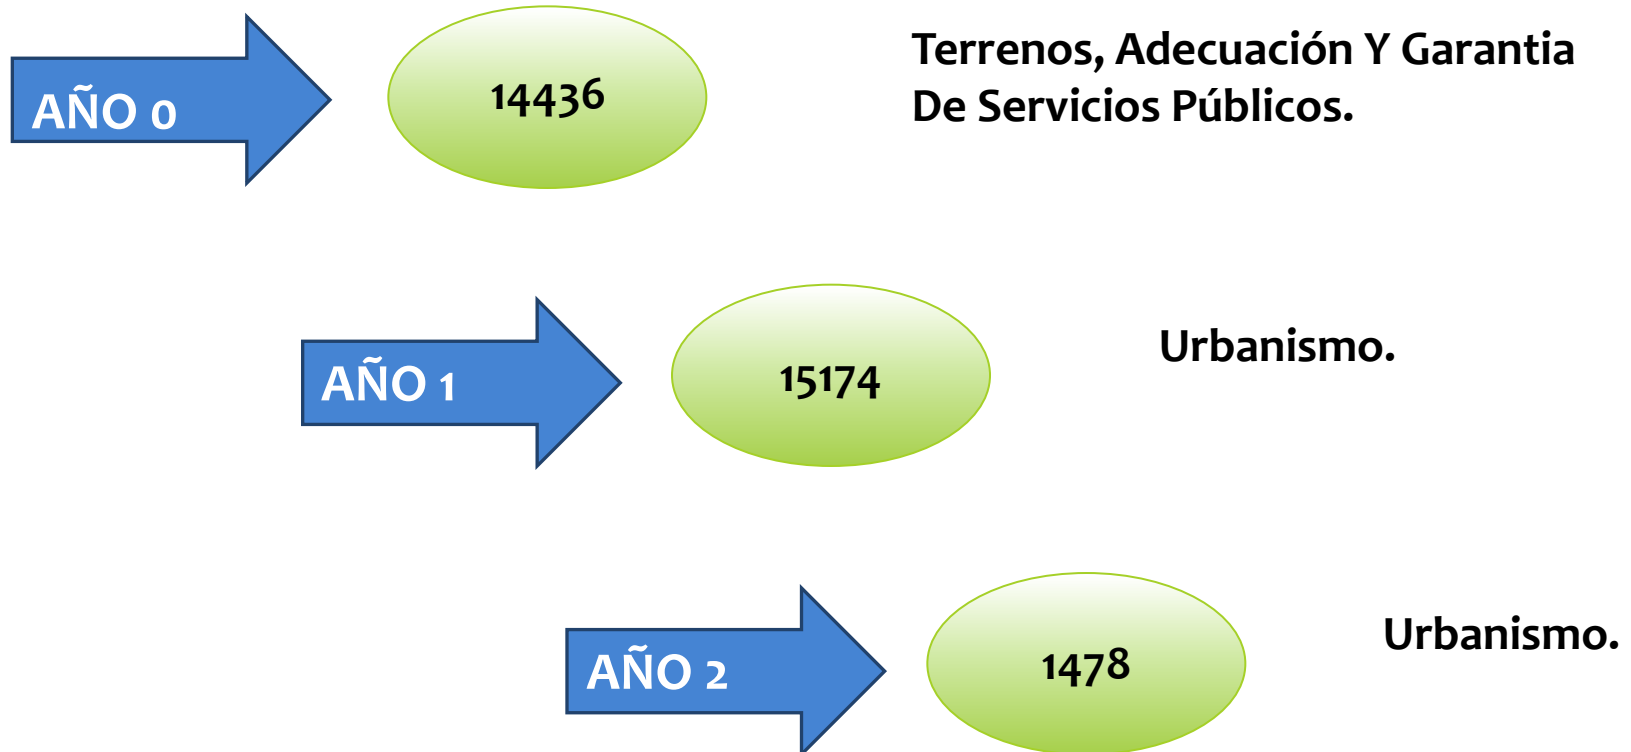 AÑO 0
14436
Terrenos, Adecuación Y Garantia
De Servicios Públicos.
AÑO 1
15174
Urbanismo.
AÑO 2
1478
Urbanismo.